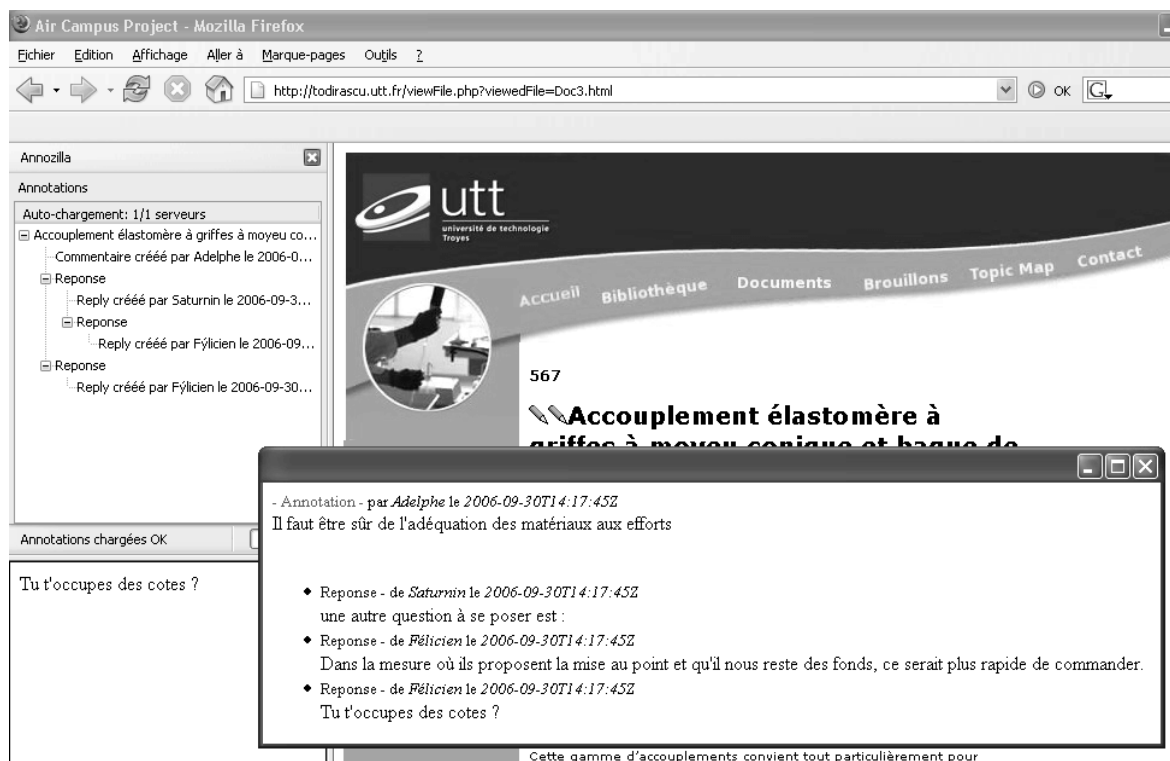 Air Campus Project - Mozilla Firefox
Fichier Edition Affichage Aller à Marque-pages Outils ?
http://todirascu.utt.fr/viewFile.php?viewedFile=Doc3.html OK G
Annozilla
Annotations
Auto-chargement: 1/1 serveurs
Accouplement élastomère à griffes à moyeu co...
Commentaire créé par Adelphe le 2006-0...
Reponse
Reply créé par Saturnin le 2006-09-3...
Reponse
Reply créé par Fýlicien le 2006-09...
Reponse
Reply créé par Fýlicien le 2006-09-30...
Annotations chargées OK
Tu t'occupes des cotes ?
utt
université de technologie
Troyes
Accueil Bibliothèque Documents Brouillons Topic Map Contact
567
Accouplement élastomère à
griffes à moyeu conique et bague de
- Annotation - par Adelphe le 2006-09-30T14:17:45Z
Il faut être sûr de l'adéquation des matériaux aux efforts
Reponse - de Saturnin le 2006-09-30T14:17:45Z
une autre question à se poser est :
Reponse - de Félicien le 2006-09-30T14:17:45Z
Dans la mesure où ils proposent la mise au point et qu'il nous reste des fonds, ce serait plus rapide de commander.
Reponse - de Félicien le 2006-09-30T14:17:45Z
Tu t'occupes des cotes ?
Cette gamme d'accouplements convient tout particulièrement pour